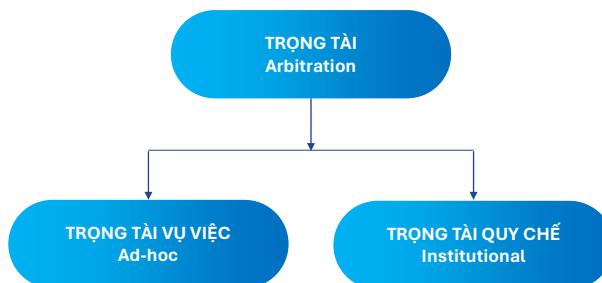 TRỌNG TÀI
Arbitration
TRỌNG TÀI VỤ VIỆC
Ad-hoc
TRỌNG TÀI QUY CHẾ
Institutional